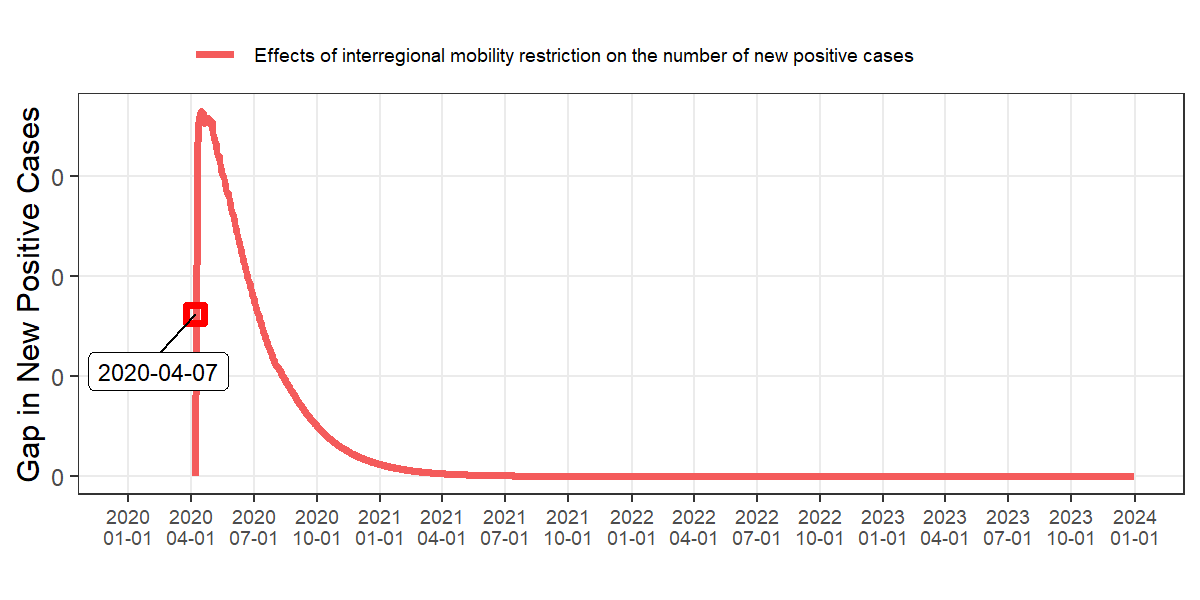 Effects of interregional mobility restriction on the number of new positive cases
Gap in New Positive Cases
0
0
0
0
2020-04-07
2020 2020 2020 2020 2021 2021 2021 2021 2022 2022 2022 2022 2023 2023 2023 2023 2024
01-01 04-01 07-01 10-01 01-01 04-01 07-01 10-01 01-01 04-01 07-01 10-01 01-01 04-01 07-01 10-01 01-01